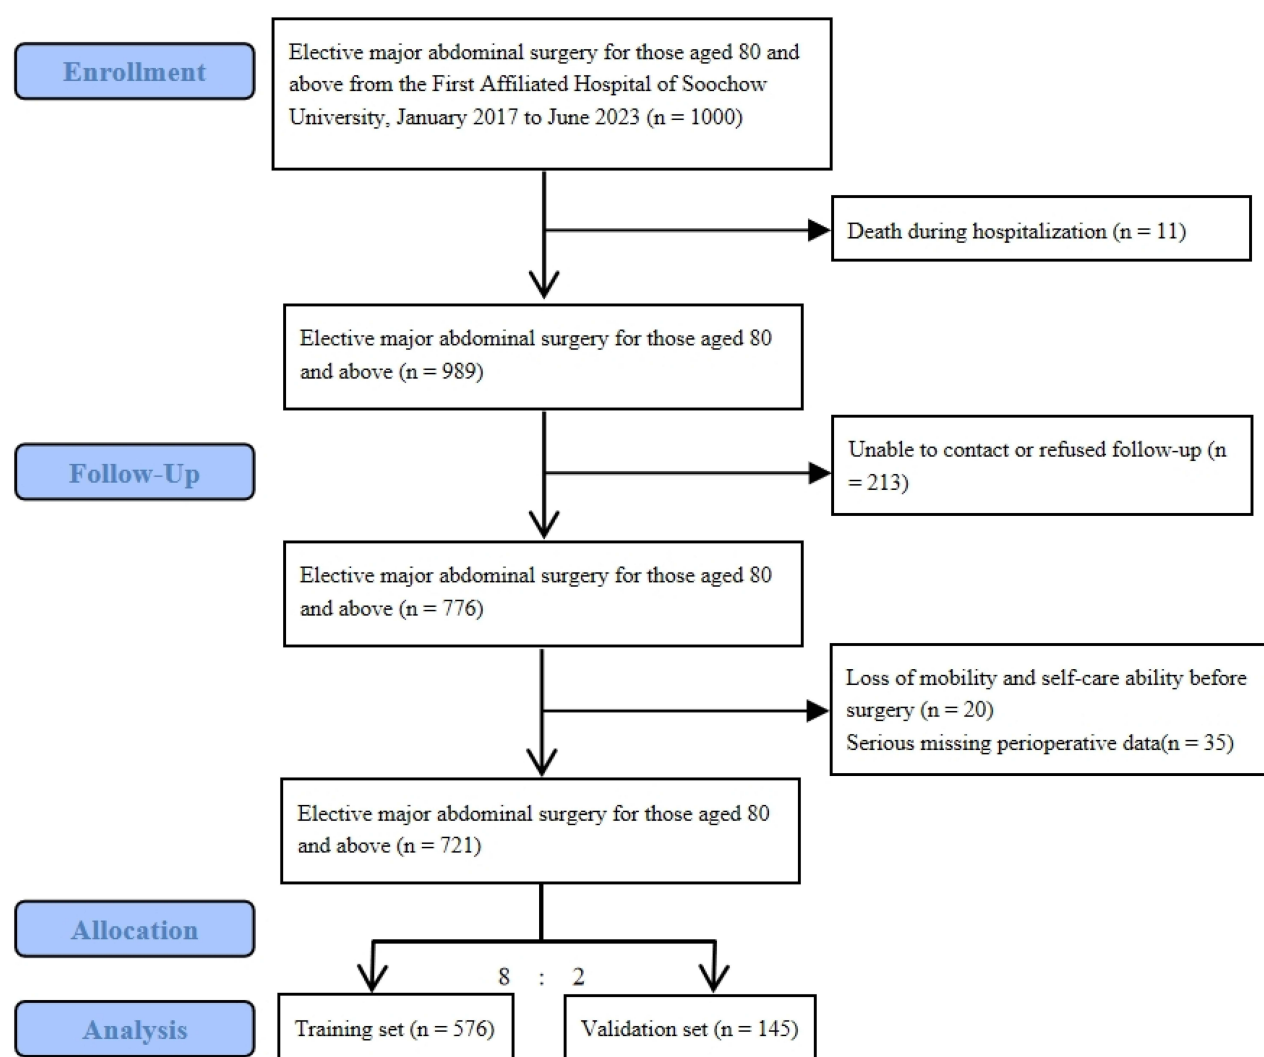 Enrollment
Elective major abdominal surgery for those aged 80 and
above from the First Affiliated Hospital of Soochow
University, January 2017 to June 2023 (n = 1000)
Death during hospitalization (n = 11)
Elective major abdominal surgery for those aged 80
and above (n = 989)
Follow-Up
Unable to contact or refused follow-up (n
= 213)
Elective major abdominal surgery for those aged 80
and above (n = 776)
Loss of mobility and self-care ability before
surgery (n = 20)
Serious missing perioperative data(n = 35)
Elective major abdominal surgery for those aged 80
and above (n = 721)
Allocation
8 : 2
Analysis
Training set (n = 576)
Validation set (n = 145)